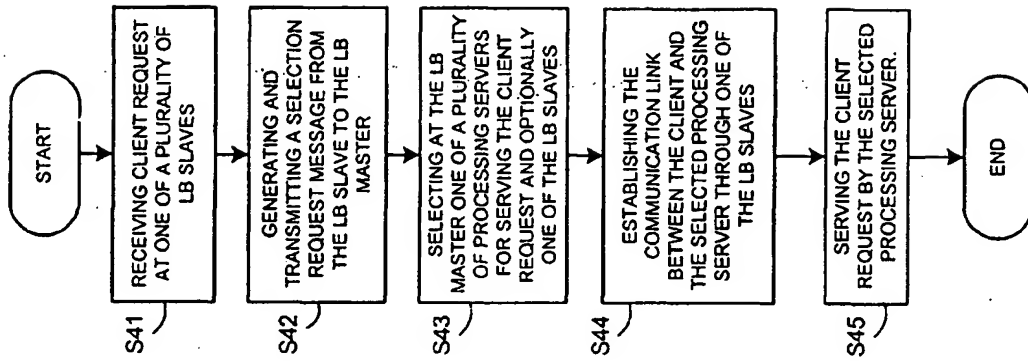 START
S41
RECEIVING CLIENT REQUEST
AT ONE OF A PLURALITY OF
LB SLAVES
S42
GENERATING AND
TRANSMITTING A SELECTION
REQUEST MESSAGE FROM
THE LB SLAVE TO THE LB
MASTER
S43
SELECTING AT THE LB
MASTER ONE OF A PLURALITY
OF PROCESSING SERVERS
FOR SERVING THE CLIENT
REQUEST AND OPTIONALLY
ONE OF THE LB SLAVES
S44
ESTABLISHING THE
COMMUNICATION LINK
BETWEEN THE CLIENT AND
THE SELECTED PROCESSING
SERVER THROUGH ONE OF
THE LB SLAVES
S45
SERVING THE CLIENT
REQUEST BY THE SELECTED
PROCESSING SERVER.
END